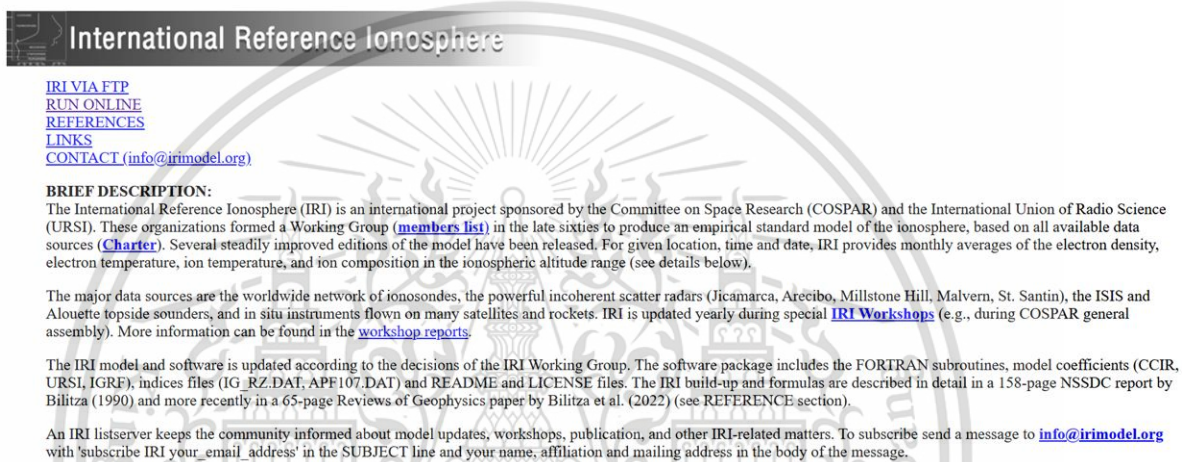 International Reference Ionosphere
IRI VIA FTP
RUN ONLINE
REFERENCES
LINKS
CONTACT (info@irimodel.org)
BRIEF DESCRIPTION:
The International Reference Ionosphere (IRI) is an international project sponsored by the Committee on Space Research (COSPAR) and the International Union of Radio Science
(URSI). These organizations formed a Working Group (members list) in the late sixties to produce an empirical standard model of the ionosphere, based on all available data
sources (Charter). Several steadily improved editions of the model have been released. For given location, time and date, IRI provides monthly averages of the electron density,
electron temperature, ion temperature, and ion composition in the ionospheric altitude range (see details below).
The major data sources are the worldwide network of ionosondes, the powerful incoherent scatter radars (Jicamarca, Arecibo, Millstone Hill, Malvern, St. Santin), the ISIS and
Alouette topside sounders, and in situ instruments flown on many satellites and rockets. IRI is updated yearly during special IRI Workshops (e.g., during COSPAR general
assembly). More information can be found in the workshop reports.
The IRI model and software is updated according to the decisions of the IRI Working Group. The software package includes the FORTRAN subroutines, model coefficients (CCIR,
URSI, IGRF), indices files (IG_RZ.DAT, APF107.DAT) and README and LICENSE files. The IRI build-up and formulas are described in detail in a 158-page NSSDC report by
Bilitza (1990) and more recently in a 65-page Reviews of Geophysics paper by Bilitza et al. (2022) (see REFERENCE section).
An IRI listserver keeps the community informed about model updates, workshops, publication, and other IRI-related matters. To subscribe send a message to info@irimodel.org
with 'subscribe IRI your_email_address' in the SUBJECT line and your name, affiliation and mailing address in the body of the message.